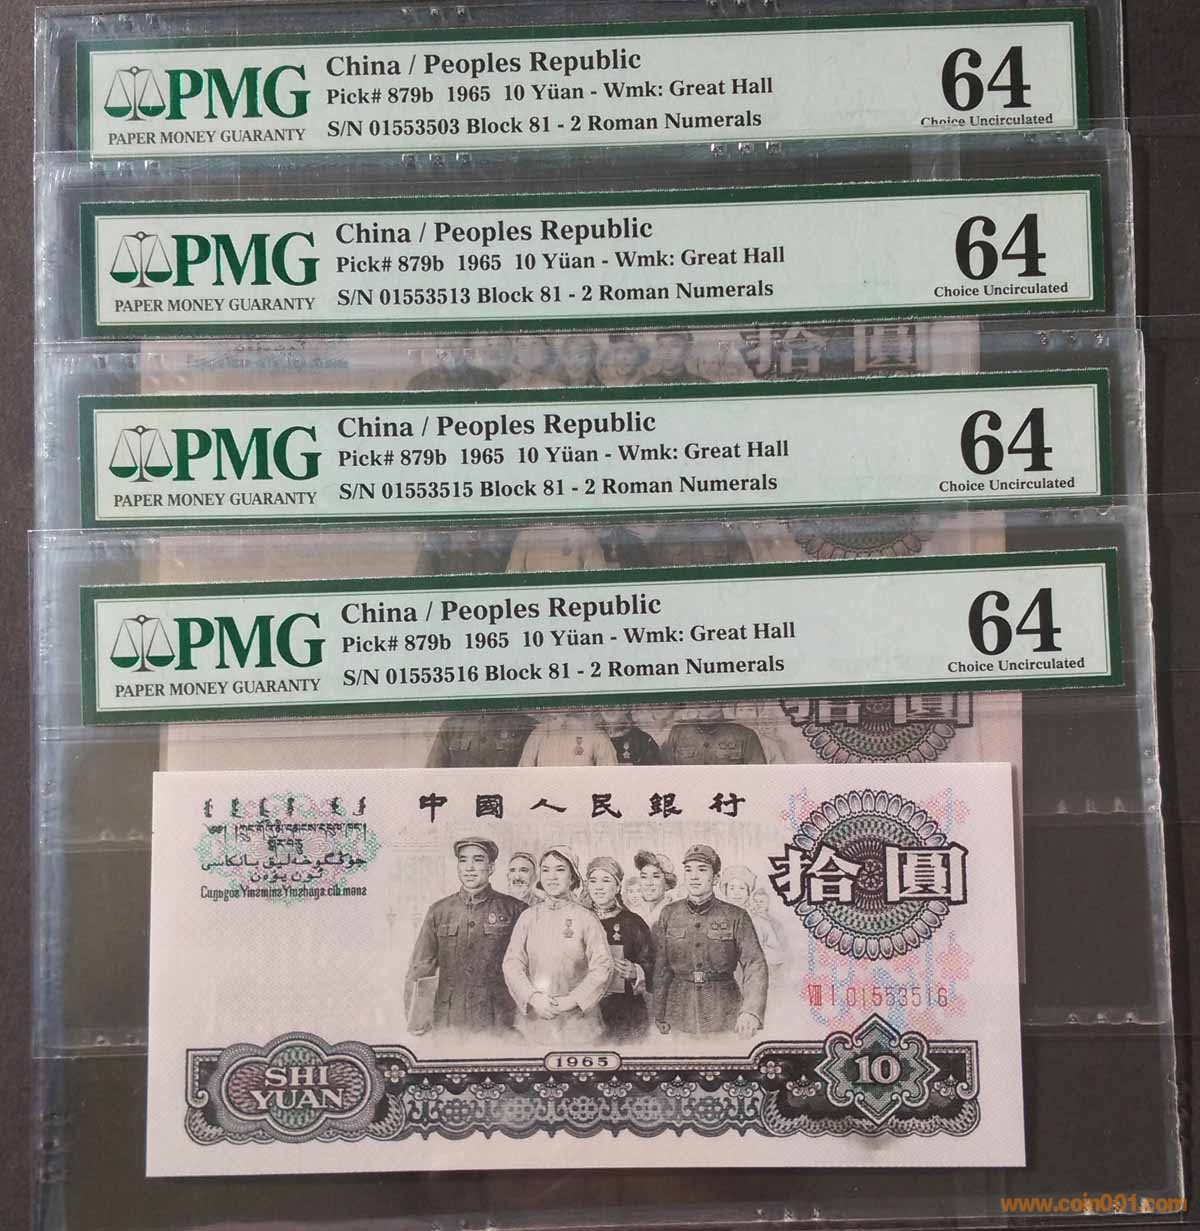 PMG
PAPER MONEY GUARANTY
China / Peoples Republic
Pick# 879b 1965 10 Yüan - Wmk: Great Hall
S/N 01553503 Block 81 - 2 Roman Numerals
64
Choice Uncirculated
PMG
PAPER MONEY GUARANTY
China / Peoples Republic
Pick# 879b 1965 10 Yüan - Wmk: Great Hall
S/N 01553513 Block 81 - 2 Roman Numerals
64
Choice Uncirculated
拾圓
PMG
PAPER MONEY GUARANTY
China / Peoples Republic
Pick# 879b 1965 10 Yüan - Wmk: Great Hall
S/N 01553515 Block 81 - 2 Roman Numerals
64
Choice Uncirculated
PMG
PAPER MONEY GUARANTY
China / Peoples Republic
Pick# 879b 1965 10 Yüan - Wmk: Great Hall
S/N 01553516 Block 81 - 2 Roman Numerals
64
Choice Uncirculated
拾圓
中國人民銀行
拾圓
VIII I 01553516
1965
SHI
YUAN
10
www.coin001.com